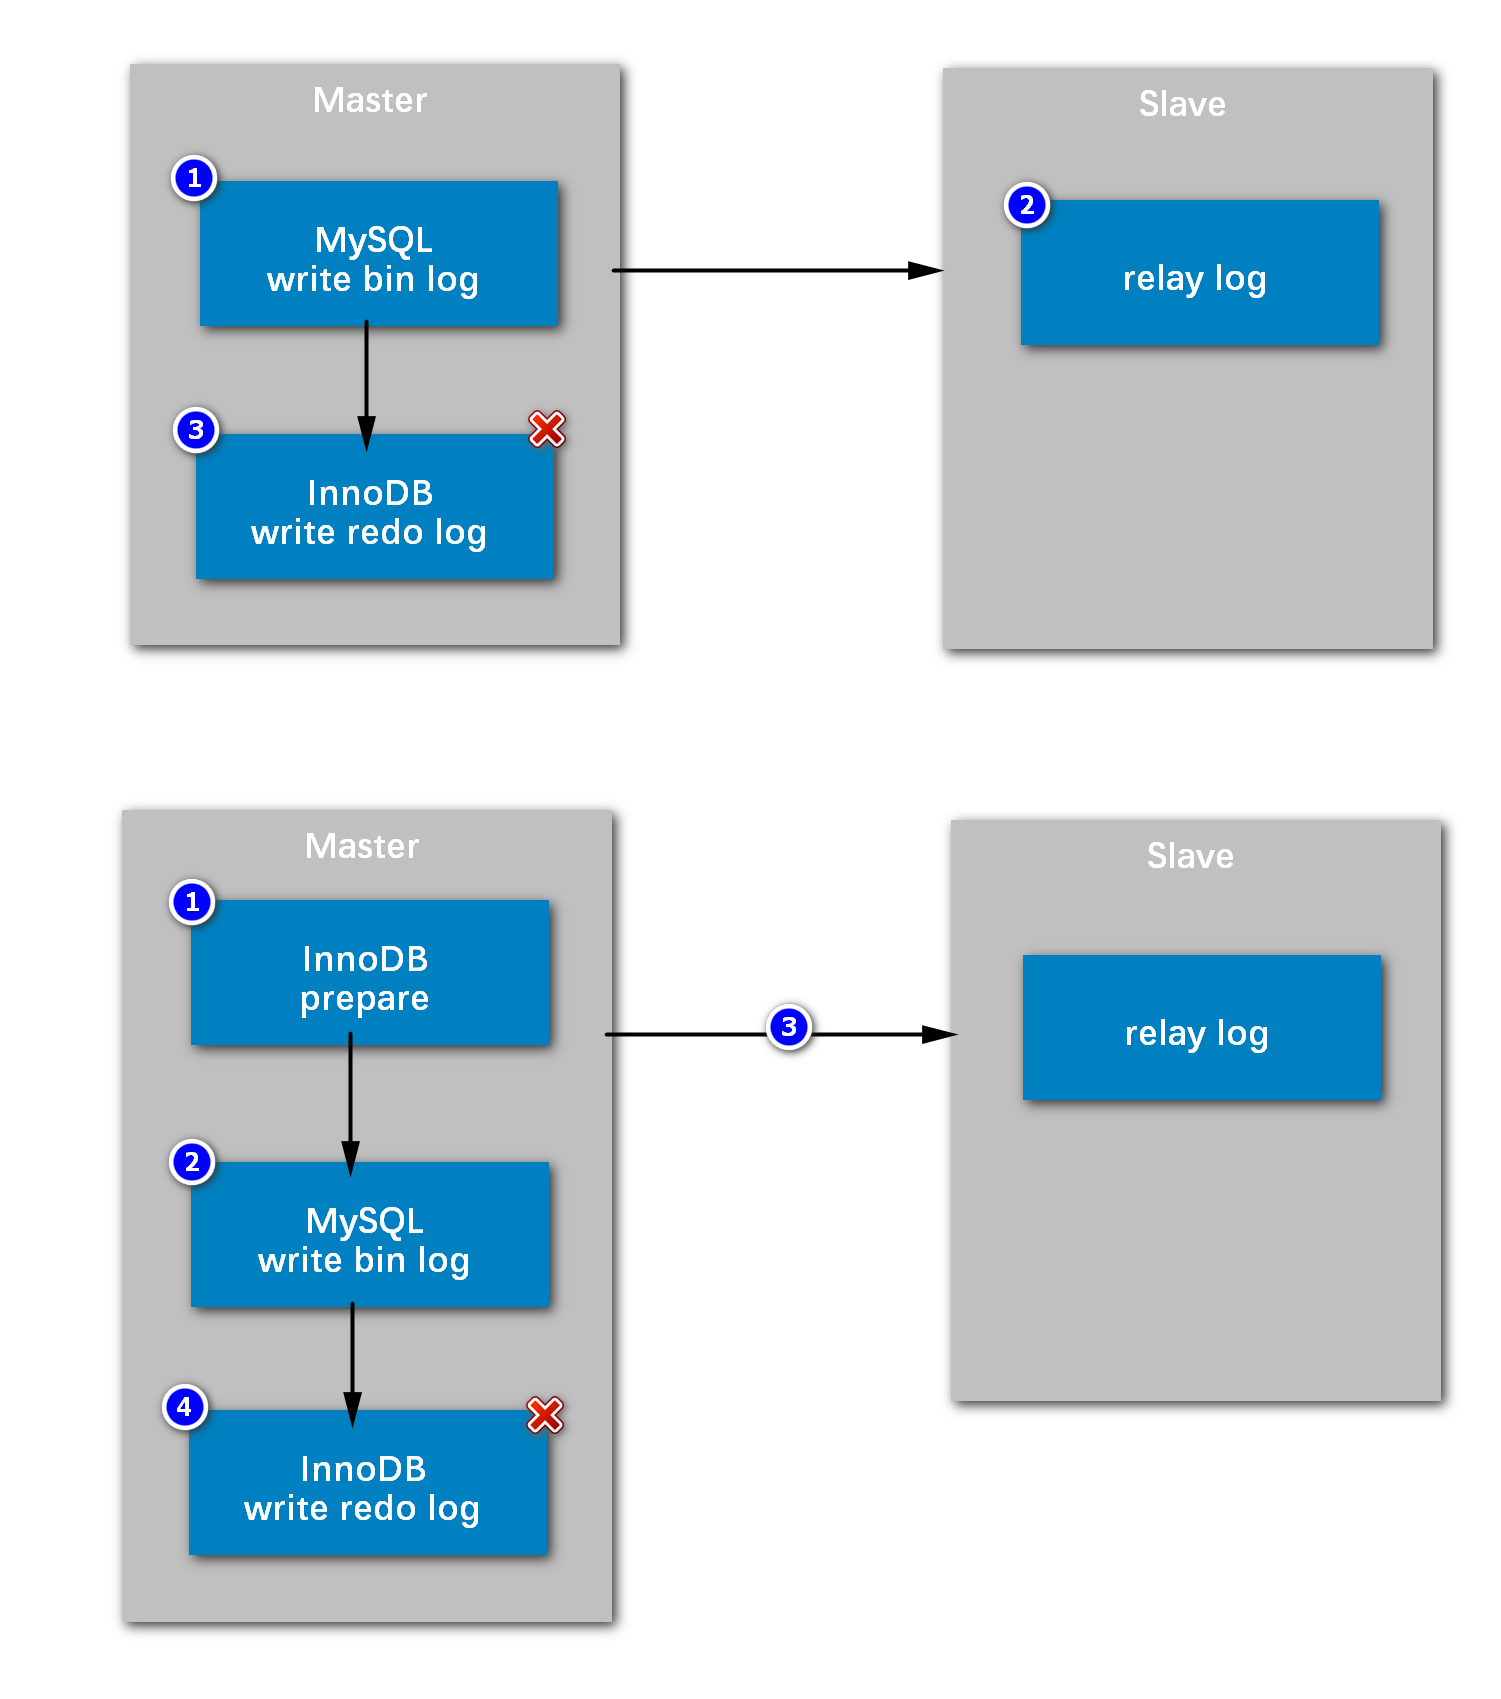 Master
Slave
1
MySQL
write bin log
2
relay log
3
InnoDB
write redo log
Master
Slave
1
InnoDB
prepare
3
relay log
2
MySQL
write bin log
4
InnoDB
write redo log